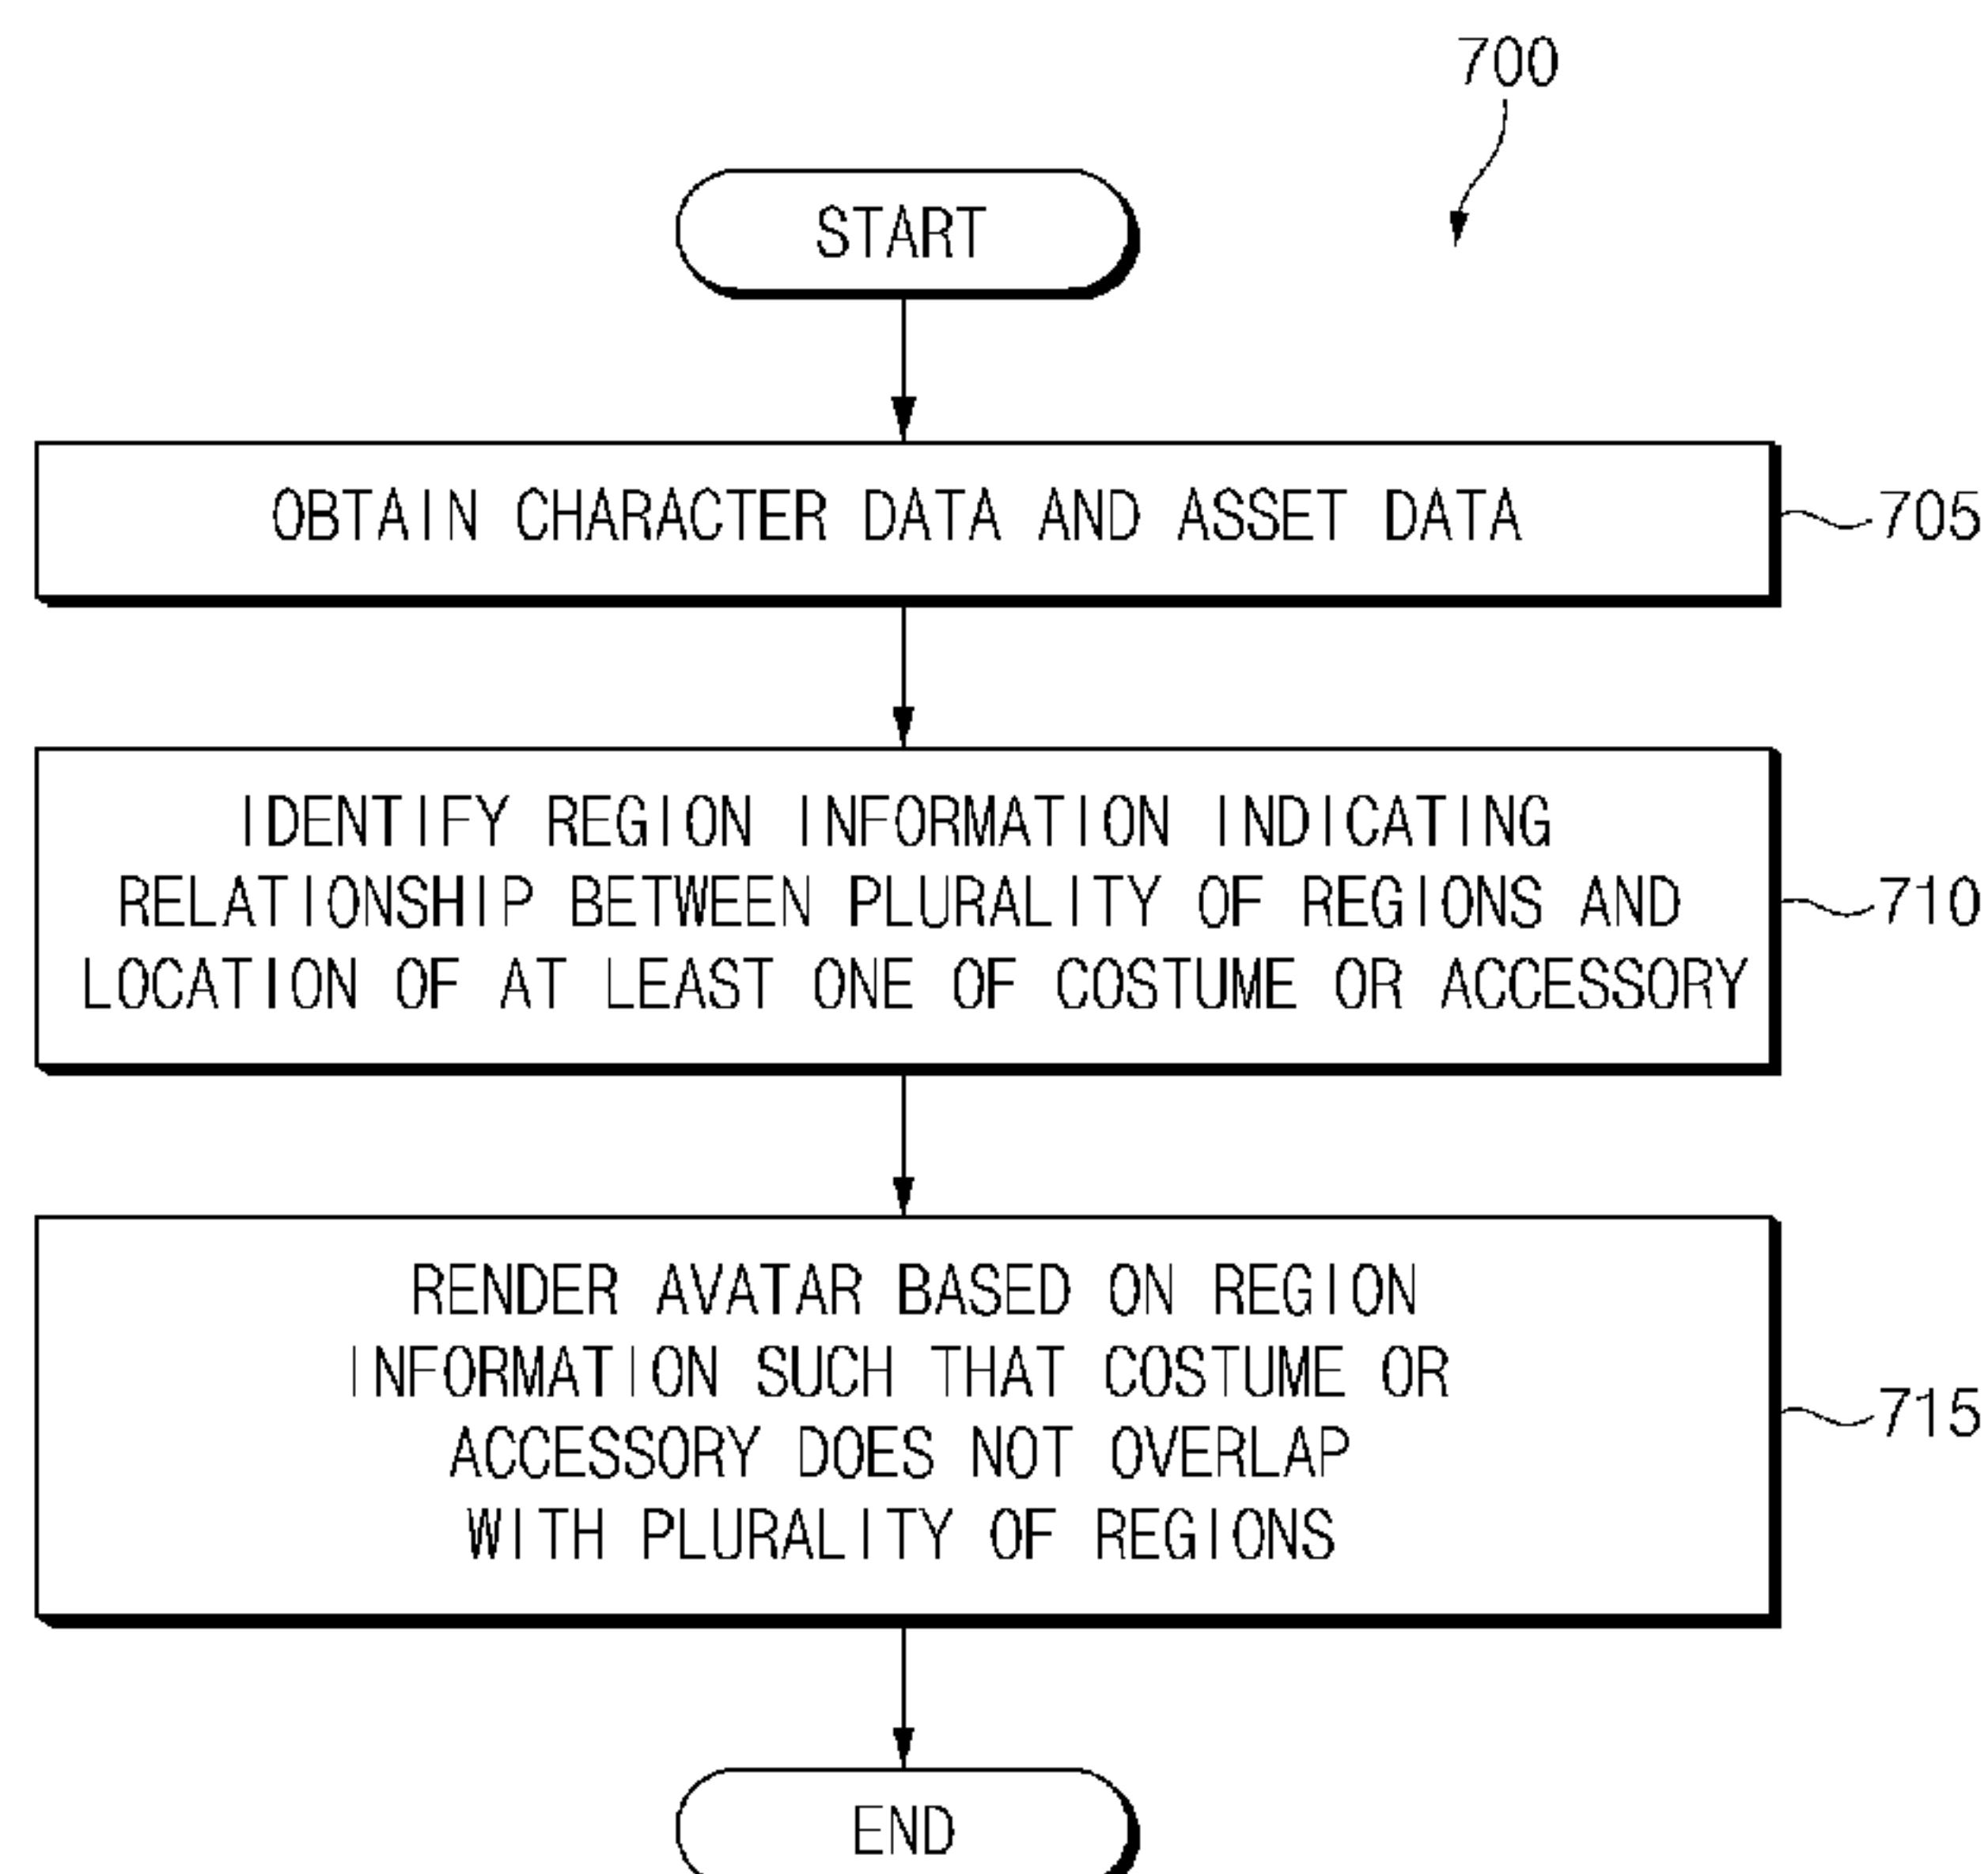 700
START
OBTAIN CHARACTER DATA AND ASSET DATA
705
IDENTIFY REGION INFORMATION INDICATING
RELATIONSHIP BETWEEN PLURALITY OF REGIONS AND
LOCATION OF AT LEAST ONE OF COSTUME OR ACCESSORY
710
RENDER AVATAR BASED ON REGION
INFORMATION SUCH THAT COSTUME OR
ACCESSORY DOES NOT OVERLAP
WITH PLURALITY OF REGIONS
715
END